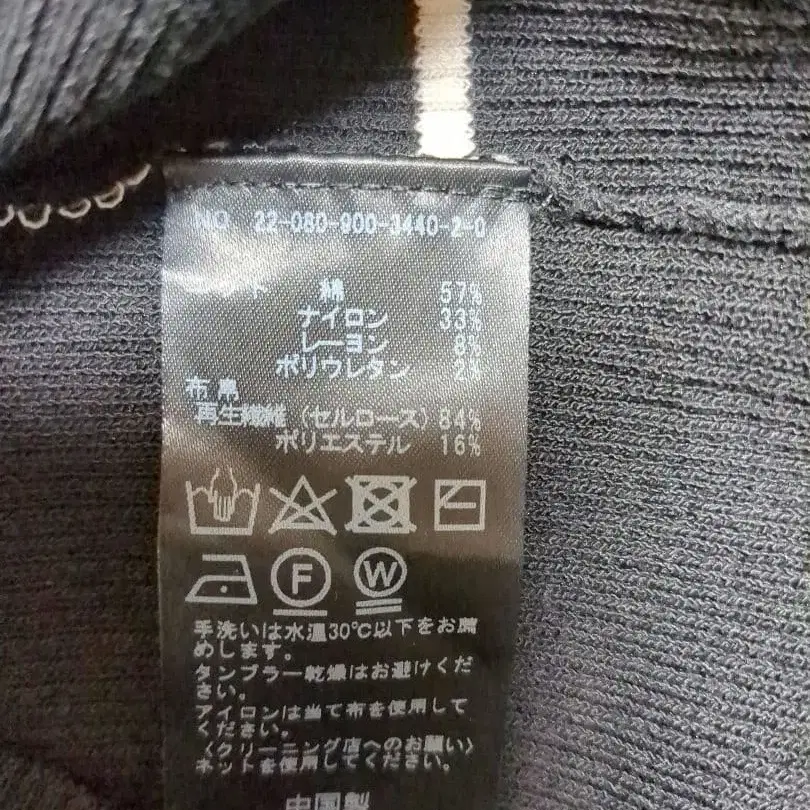 NO 22-080-900-3440-2-0
綿 57%
ナイロン 33%
レーヨン 8%
ポリウレタン 2%
布帛
再生繊維(セルロース) 84%
ポリエステル 16%
F W
手洗いは水温30℃以下をお薦
めします。
タンブラー乾燥はお避けくだ
さい。
アイロンは当て布を使用して
ください。
〈クリーニング店へのお願い〉
ネットを使用してください。
中国製